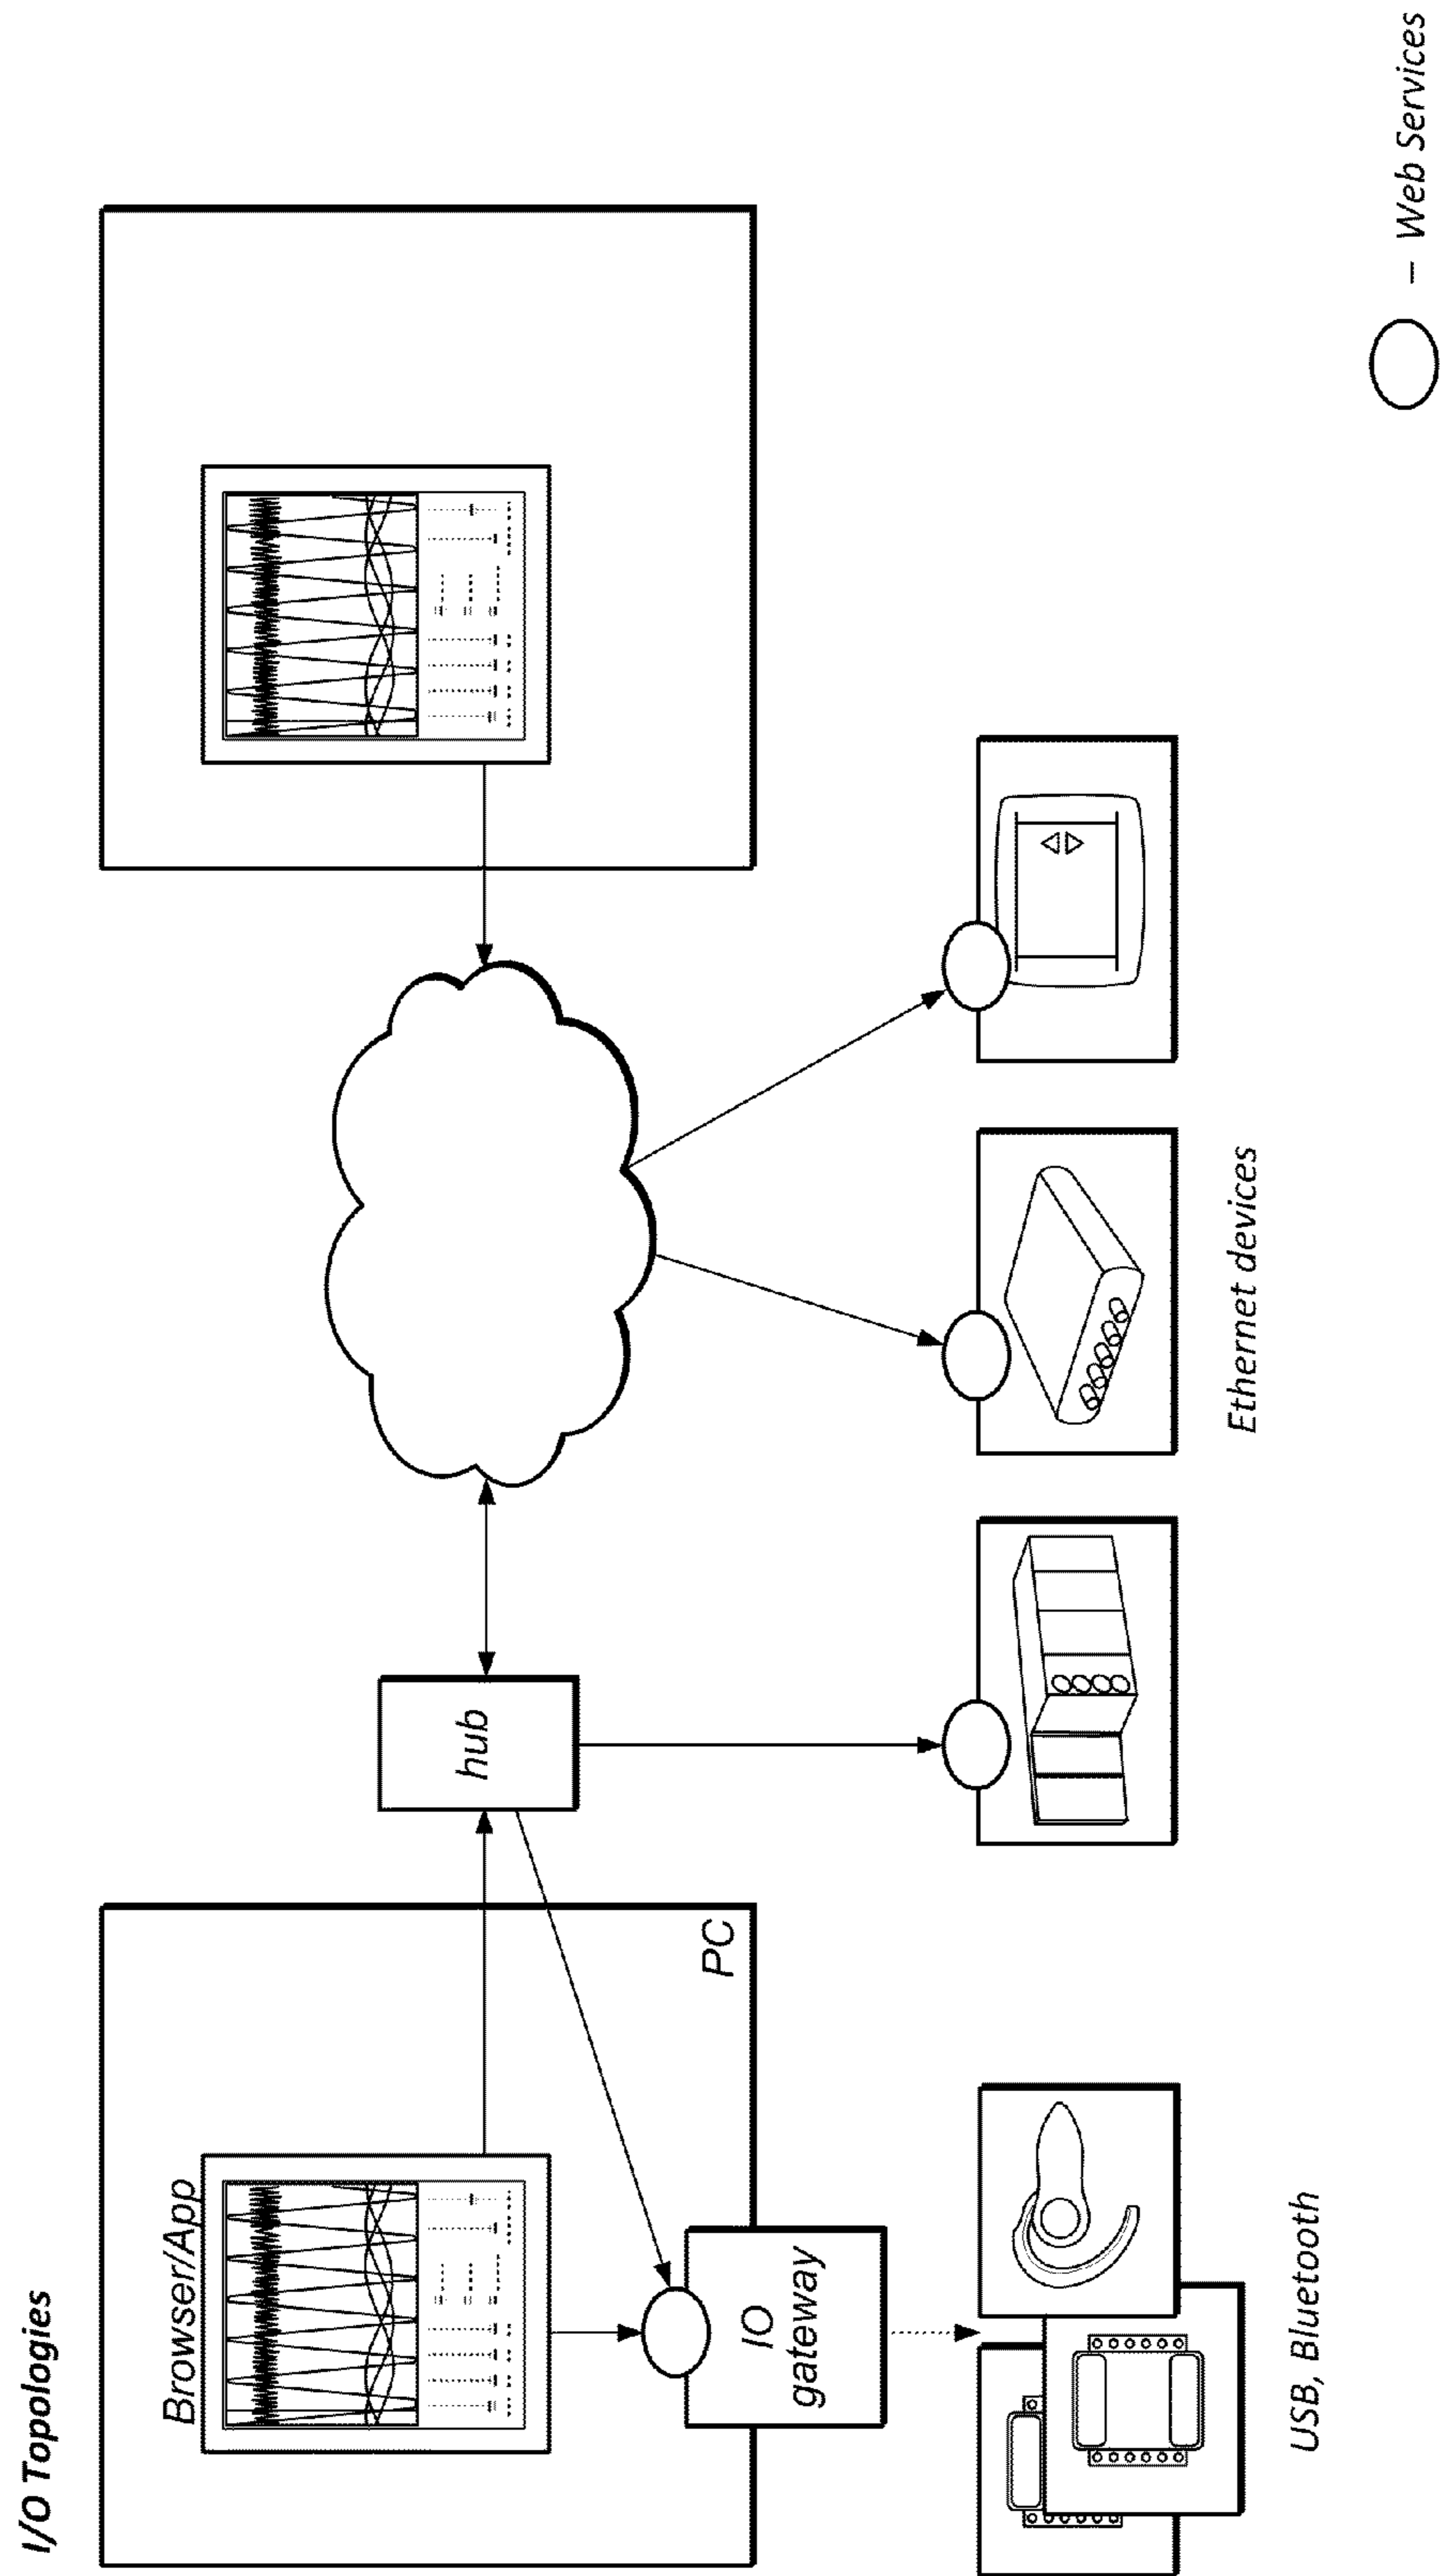 I/O Topologies
Browser/App
PC
hub
IO
gateway
USB, Bluetooth
Ethernet devices
– Web Services